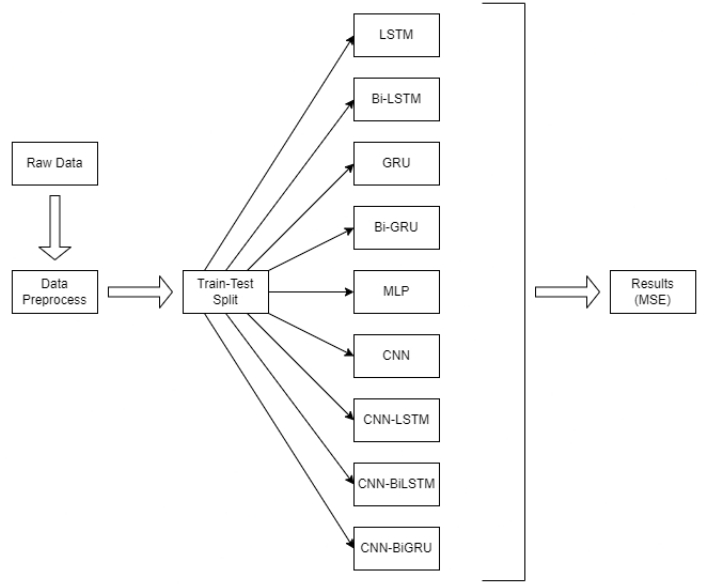 LSTM
Bi-LSTM
Raw Data
GRU
Bi-GRU
Data
Preprocess
Train-Test
Split
MLP
Results
(MSE)
CNN
CNN-LSTM
CNN-BiLSTM
CNN-BiGRU